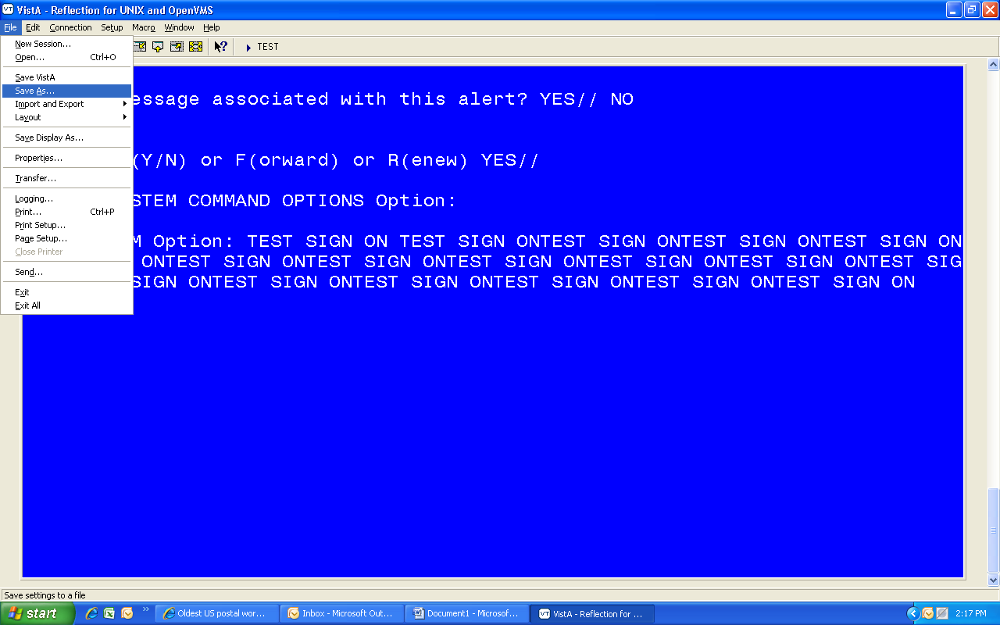 VT VistA - Reflection for UNIX and OpenVMS
File Edit Connection Setup Macro Window Help
TEST
New Session...
Open... Ctrl+O
Save VistA
Save As...
Import and Export
Layout
Save Display As...
Properties...
Transfer...
Logging...
Print... Ctrl+P
Print Setup...
Page Setup...
Close Printer
Send...
Exit
Exit All
essage associated with this alert? YES// NO
(Y/N) or F(orward) or R(enew) YES//
STEM COMMAND OPTIONS Option:
M Option: TEST SIGN ON TEST SIGN ONTEST SIGN ONTEST SIGN ONTEST SIGN ON
ONTEST SIGN ONTEST SIGN ONTEST SIGN ONTEST SIGN ONTEST SIGN ONTEST SIG
SIGN ONTEST SIGN ONTEST SIGN ONTEST SIGN ONTEST SIGN ONTEST SIGN ON
Save settings to a file
start
Oldest US postal wor...
Inbox - Microsoft Out...
Document1 - Microsof...
VT VistA - Reflection for ...
2:17 PM